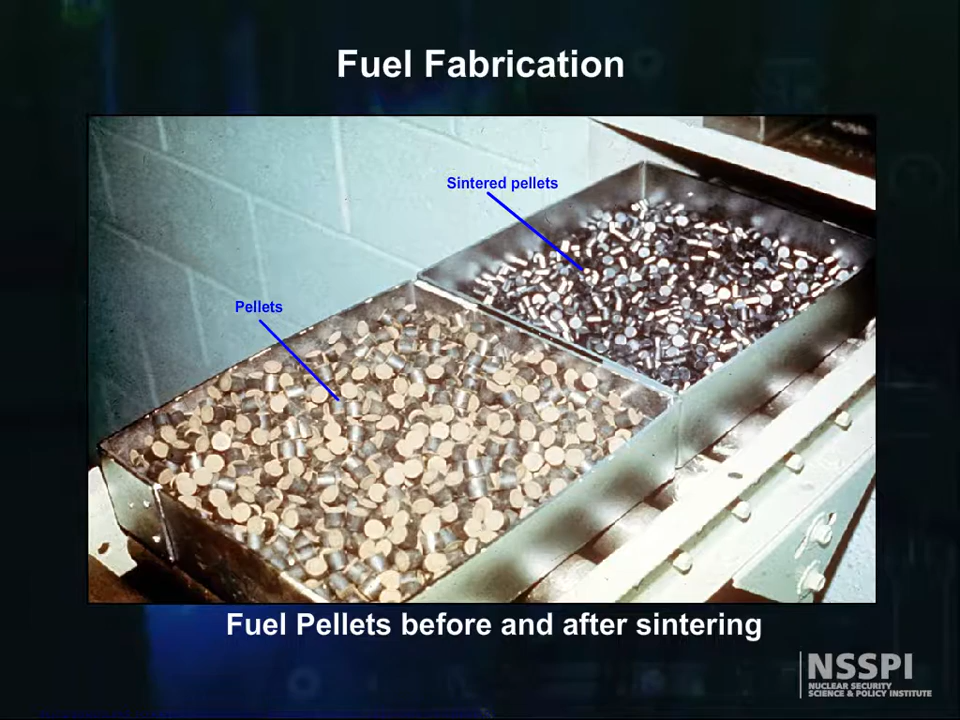 Fuel Fabrication
Sintered pellets
Pellets
Fuel Pellets before and after sintering
NSSPI
NUCLEAR SECURITY
SCIENCE & POLICY INSTITUTE